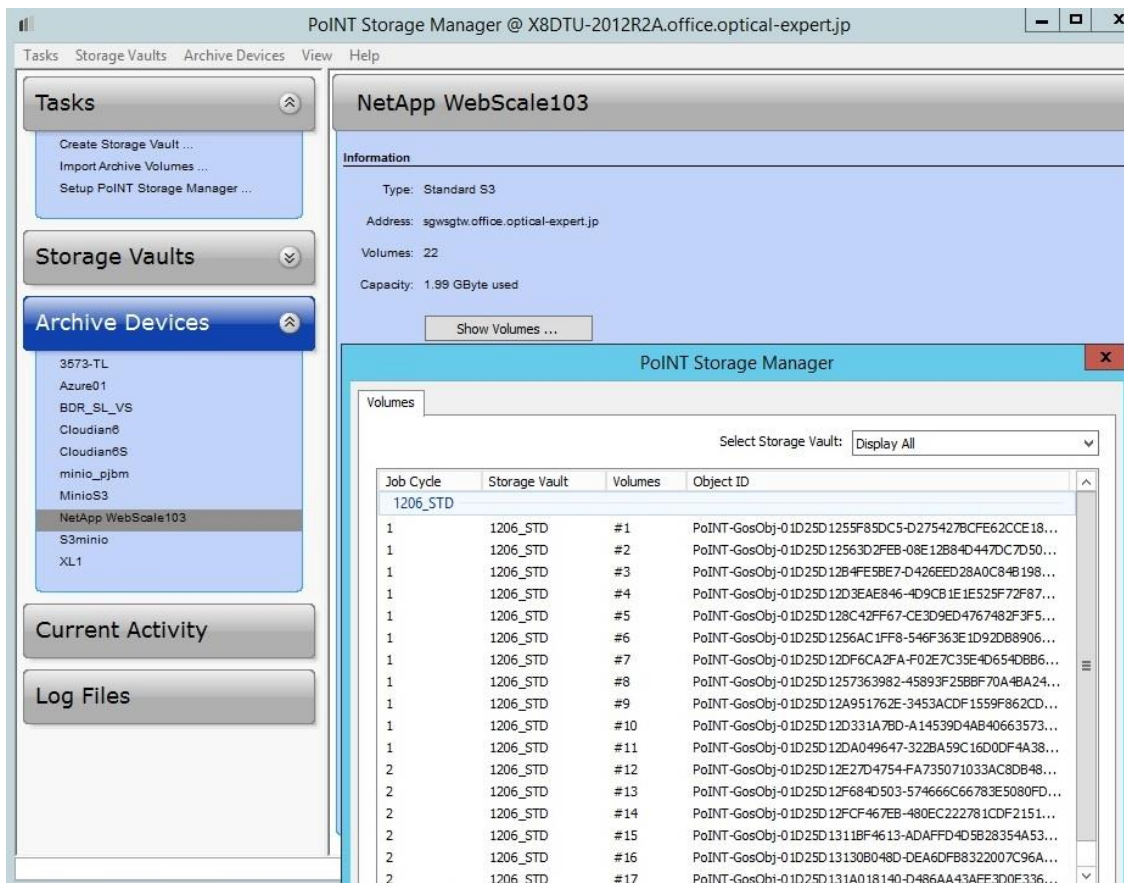 PoINT Storage Manager @ X8DTU-2012R2A.office.optical-expert.jp
Tasks Storage Vaults Archive Devices View Help
Tasks
Create Storage Vault ...
Import Archive Volumes ...
Setup PoINT Storage Manager ...
Storage Vaults
Archive Devices
3573-TL
Azure01
BDR_SL_VS
Cloudian6
Cloudian6S
minio_pjbm
MinioS3
NetApp WebScale103
S3minio
XL1
Current Activity
Log Files
NetApp WebScale103
Information
Type: Standard S3
Address: sgwsgtw.office.optical-expert.jp
Volumes: 22
Capacity: 1.99 GByte used
Show Volumes ...
PoINT Storage Manager
Volumes
Select Storage Vault: Display All
Job Cycle Storage Vault Volumes Object ID
1206_STD
1 1206_STD #1 PoINT-GosObj-01D25D1255F85DC5-D275427BCFE62CCE18...
1 1206_STD #2 PoINT-GosObj-01D25D12563D2FEB-08E12B84D447DC7D50...
1 1206_STD #3 PoINT-GosObj-01D25D12B4FE5BE7-D426EED28A0C84B198...
1 1206_STD #4 PoINT-GosObj-01D25D12D3EAE846-4D9CB1E1E525F72F87...
1 1206_STD #5 PoINT-GosObj-01D25D128C42FF67-CE3D9ED4767482F3F5...
1 1206_STD #6 PoINT-GosObj-01D25D1256AC1FF8-546F363E1D92DB8906...
1 1206_STD #7 PoINT-GosObj-01D25D12DF6CA2FA-F02E7C35E4D654DBB6...
1 1206_STD #8 PoINT-GosObj-01D25D1257363982-45893F25BBF70A4BA24...
1 1206_STD #9 PoINT-GosObj-01D25D12A951762E-3453ACDF1559F862CD...
1 1206_STD #10 PoINT-GosObj-01D25D12D331A7BD-A14539D4AB40663573...
1 1206_STD #11 PoINT-GosObj-01D25D12DA049647-322BA59C16D0DF4A38...
2 1206_STD #12 PoINT-GosObj-01D25D12E27D4754-FA735071033AC8DB48...
2 1206_STD #13 PoINT-GosObj-01D25D12F684D503-574666C66783E5080FD...
2 1206_STD #14 PoINT-GosObj-01D25D12FCF467EB-480EC222781CDF2151...
2 1206_STD #15 PoINT-GosObj-01D25D1311BF4613-ADAFFD4D5B28354A53...
2 1206_STD #16 PoINT-GosObj-01D25D13130B048D-DEA6DFB8322007C96A...
2 1206_STD #17 PoINT-GosObj-01D25D131A018140-D486AA43AEE3D0E336...